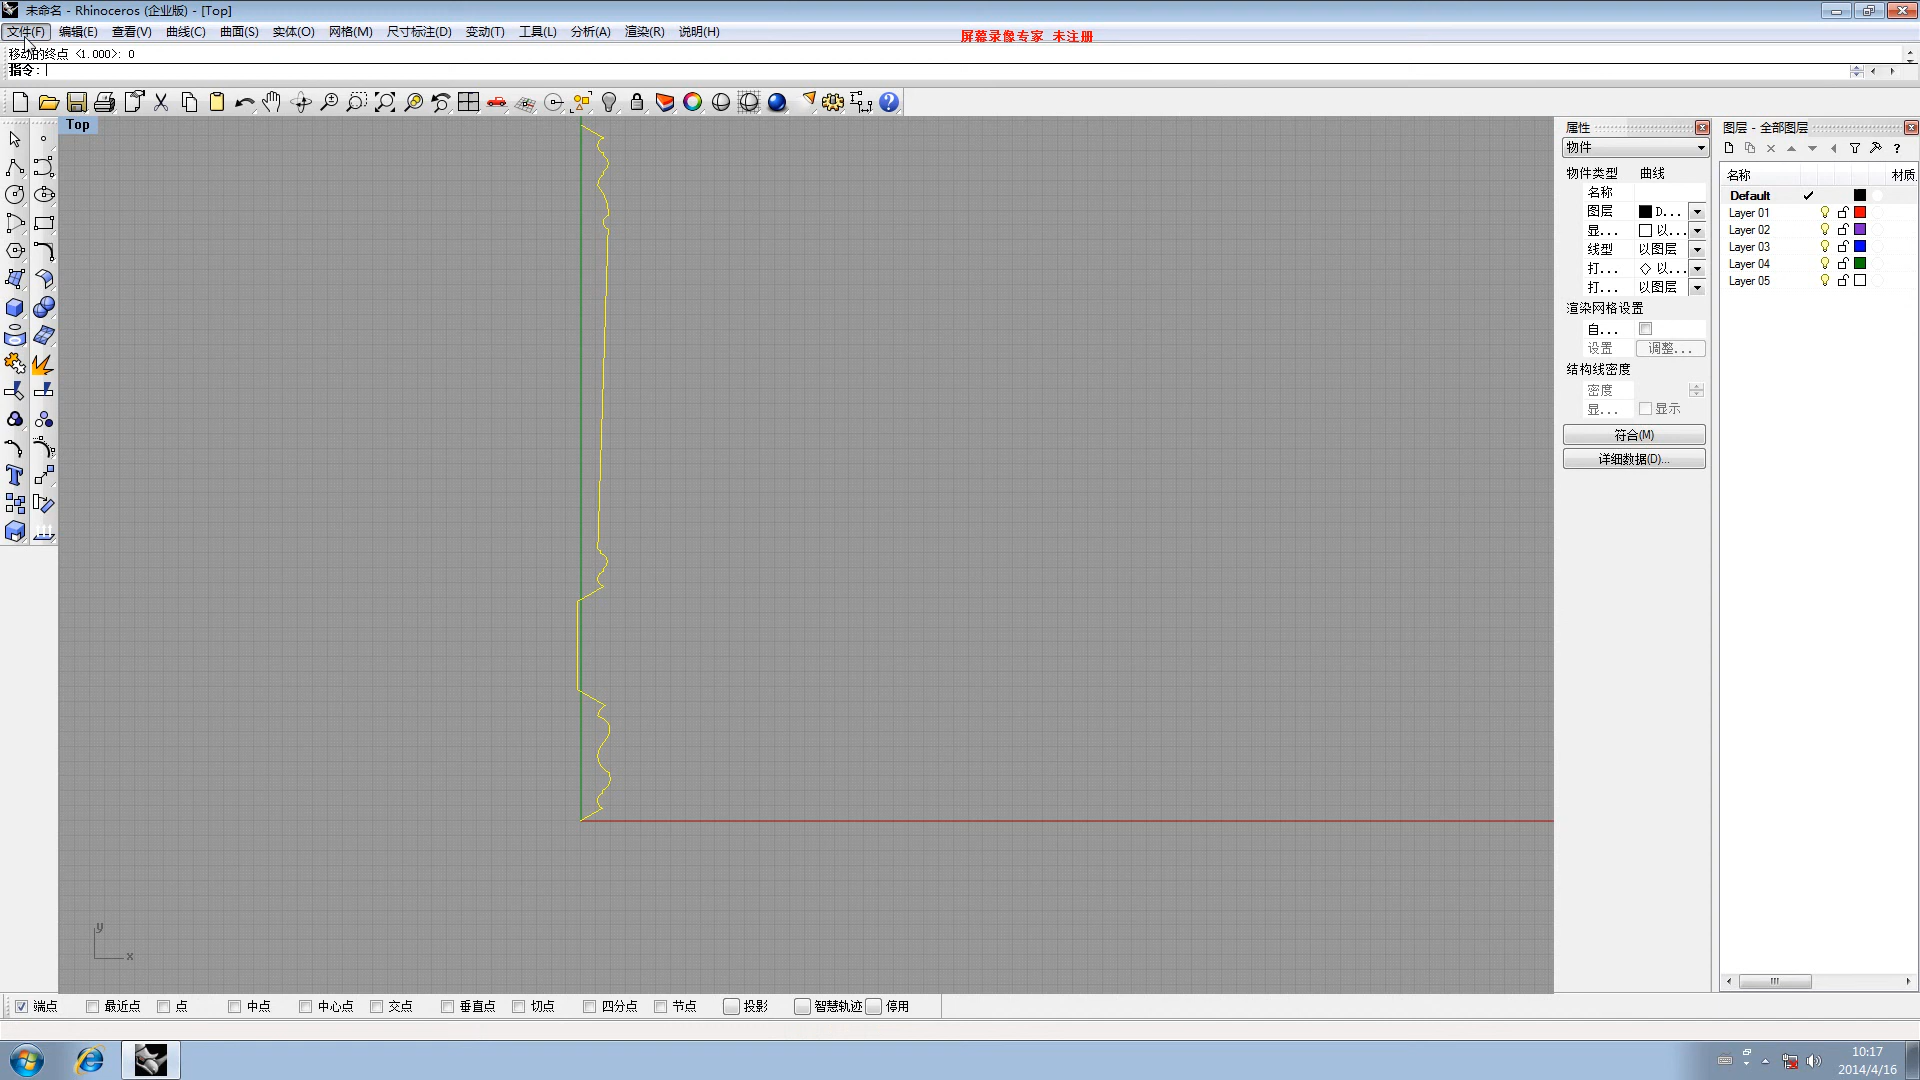 未命名 - Rhinoceros (企业版) - [Top]
文件(F) 编辑(E) 查看(V) 曲线(C) 曲面(S) 实体(O) 网格(M) 尺寸标注(D) 变动(T) 工具(L) 分析(A) 渲染(R) 说明(H)
屏幕录像专家 未注册
移动的终点 <1.000>: 0
指令:
Top
属性
物件
物件类型 曲线
名称
图层 D...
显... 以...
线型 以图层
打... 以...
打... 以图层
渲染网格设置
自...
设置 调整...
结构线密度
密度
显... 显示
符合(M)
详细数据(D)...
图层 - 全部图层
名称 材质
Default
Layer 01
Layer 02
Layer 03
Layer 04
Layer 05
y
x
端点 最近点 点 中点 中心点 交点 垂直点 切点 四分点 节点 投影 智慧轨迹 停用
10:17
2014/4/16